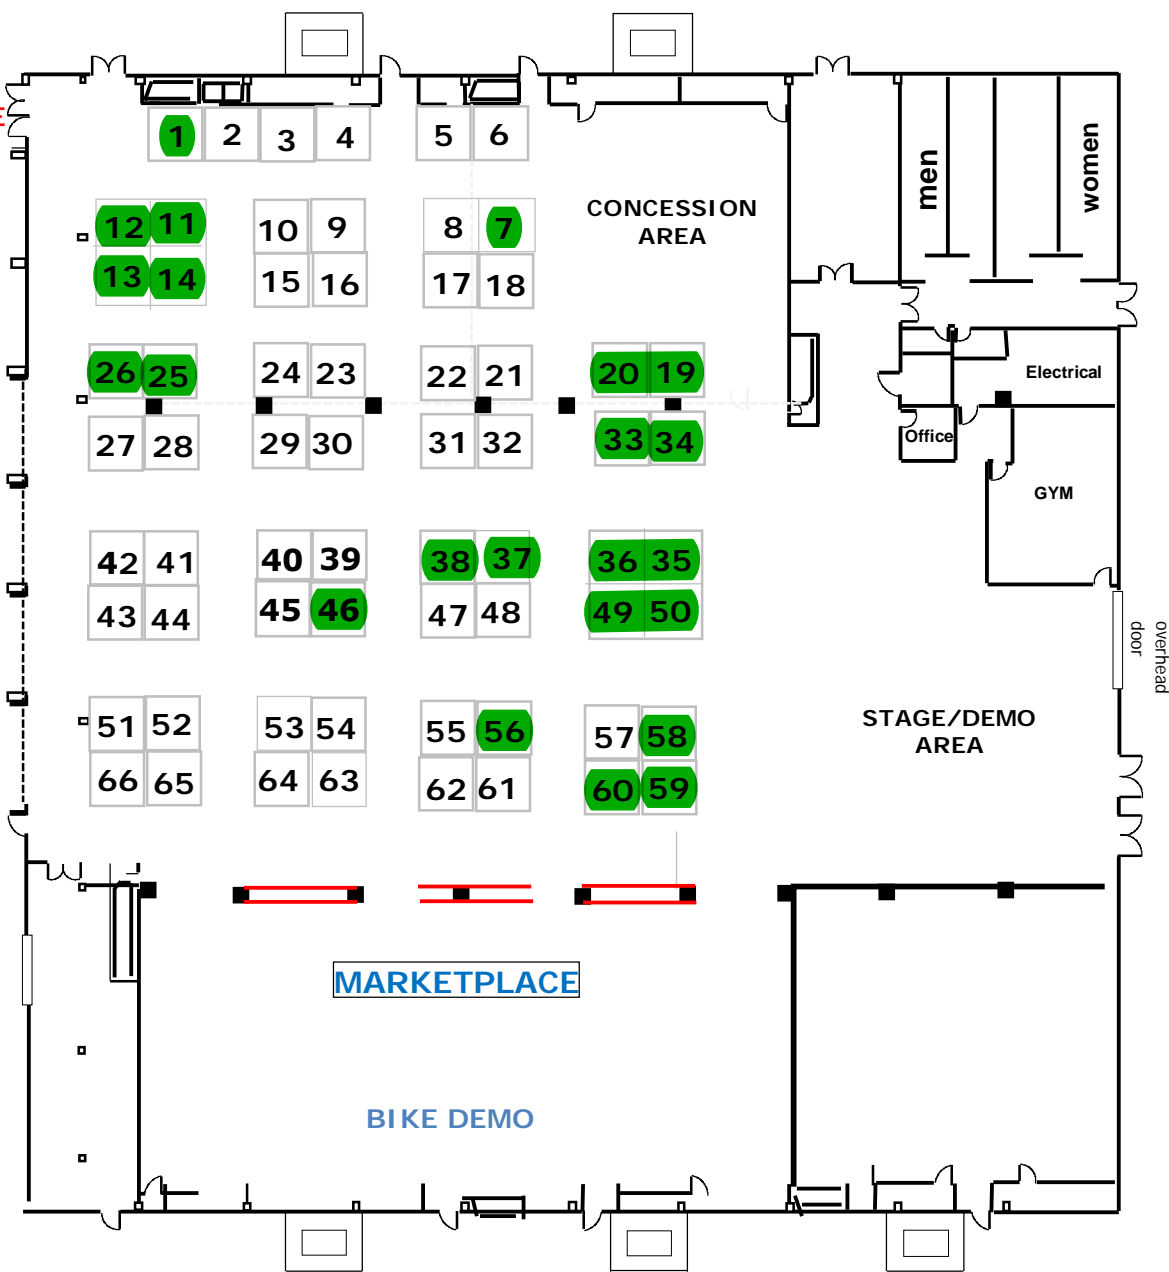 1 2 3 4 5 6
men
women
12 11 10 9 8 7
CONCESSION
AREA
13 14 15 16 17 18
26 25 24 23 22 21 20 19
Electrical
27 28 29 30 31 32 33 34
Office
GYM
42 41 40 39 38 37 36 35
43 44 45 46 47 48 49 50
overhead
door
51 52 53 54 55 56 57 58
STAGE/DEMO
AREA
66 65 64 63 62 61 60 59
MARKETPLACE
BIKE DEMO